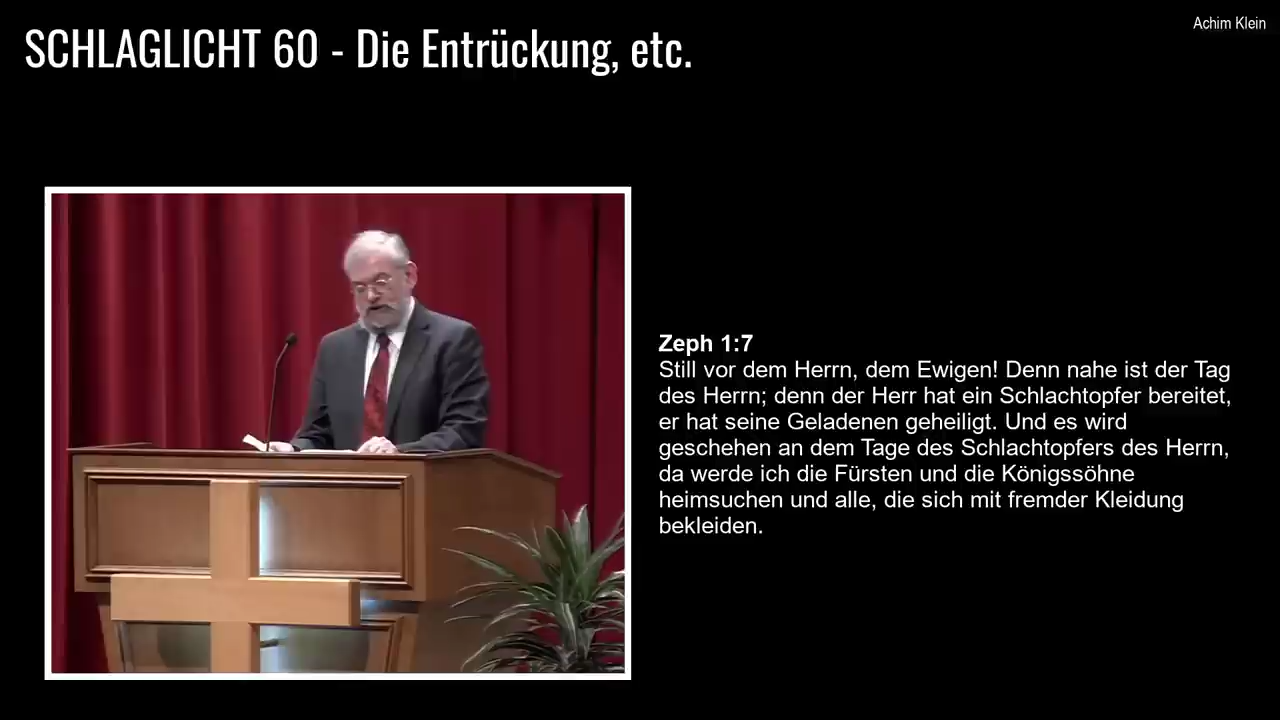 SCHLAGLICHT 60 - Die Entrückung, etc.
Achim Klein
Zeph 1:7
Still vor dem Herrn, dem Ewigen! Denn nahe ist der Tag
des Herrn; denn der Herr hat ein Schlachtopfer bereitet,
er hat seine Geladenen geheiligt. Und es wird
geschehen an dem Tage des Schlachtopfers des Herrn,
da werde ich die Fürsten und die Königssöhne
heimsuchen und alle, die sich mit fremder Kleidung
bekleiden.